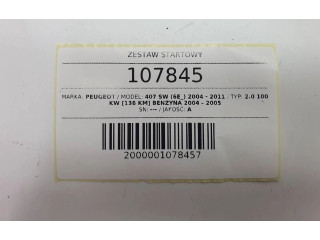 ZESTAW STARTOWY
107845
MARKA: PEUGEOT / MODEL: 407 SW (6E_) 2004 - 2011 / TYP: 2.0 100
KW [136 KM] BENZYNA 2004 - 2005
SN: --- / JAKOŚĆ: A
2000001078457